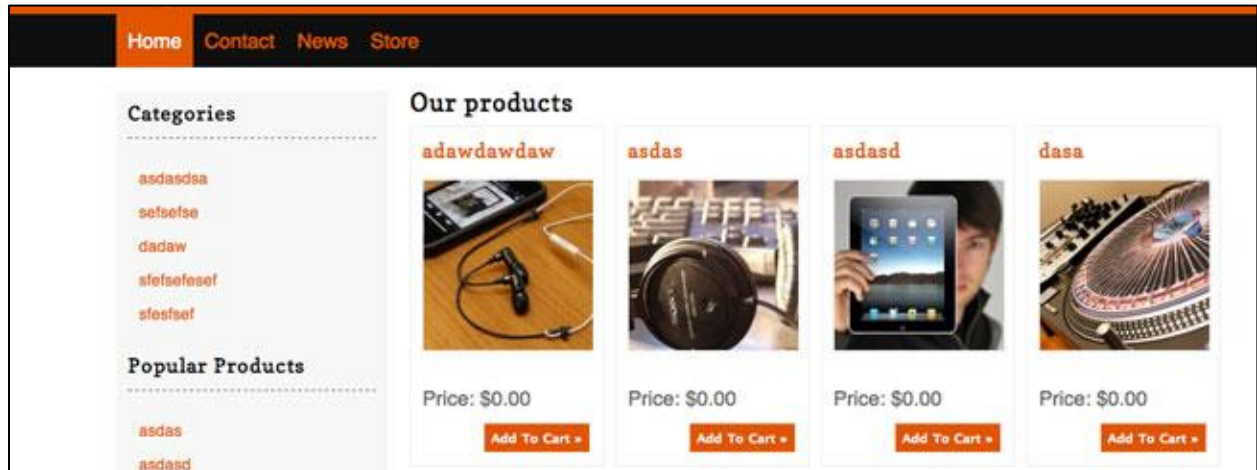 Home Contact News Store
Categories
asdasdsa
sefsefse
dadaw
sfefsefesef
sfesfsef
Popular Products
asdas
asdasd
Our products
adawdawdaw
Price: $0.00
Add To Cart »
asdas
Price: $0.00
Add To Cart »
asdasd
Price: $0.00
Add To Cart »
dasa
Price: $0.00
Add To Cart »